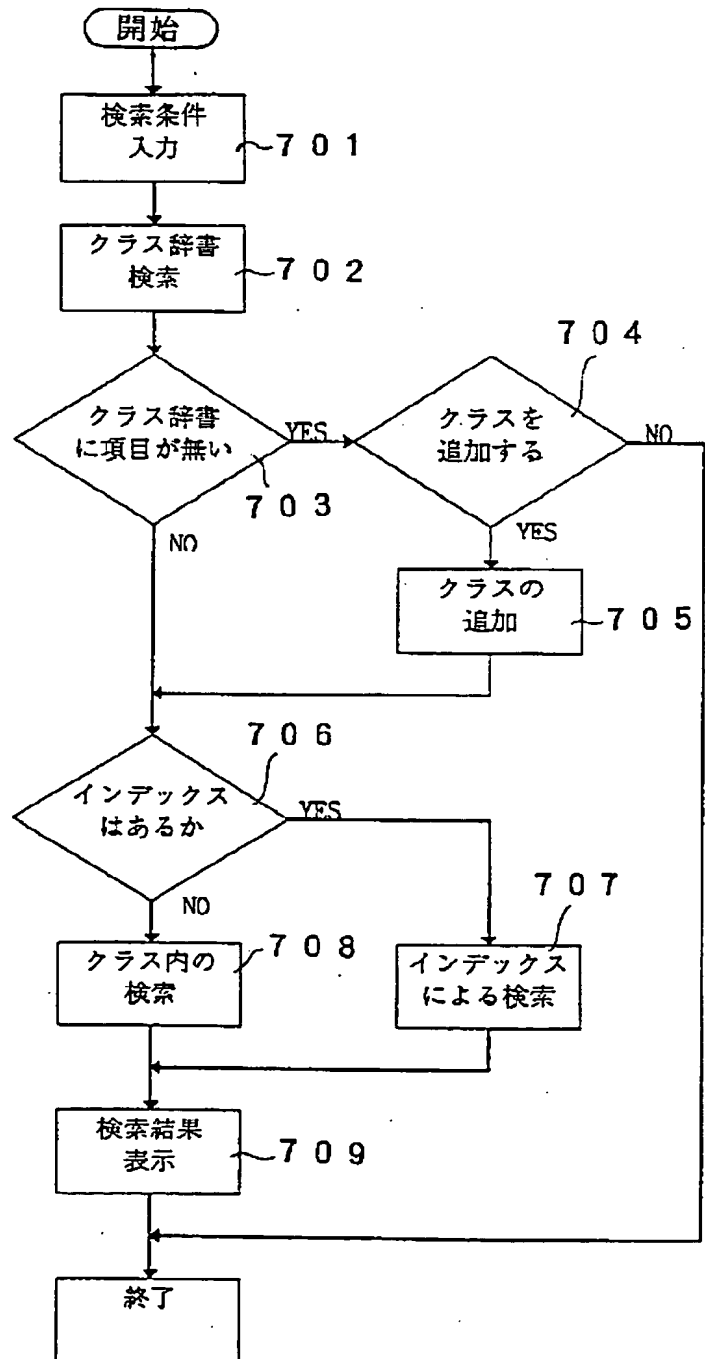 開始
検索条件
入力
701
クラス辞書
検索
702
704
クラス辞書
に項目が無い
YES
クラスを
追加する
NO
703
NO
YES
クラスの
追加
705
706
インデックス
はあるか
YES
NO
707
クラス内の
検索
708
インデックス
による検索
検索結果
表示
709
終了